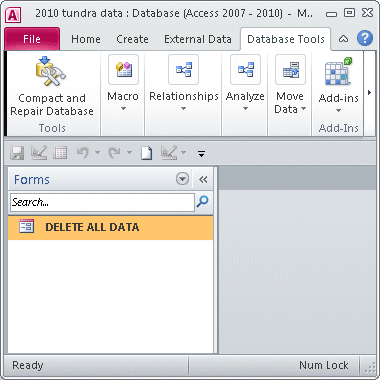 A 2010 tundra data : Database (Access 2007 - 2010) - M..
File Home Create External Data Database Tools
Compact and Repair Database
Macro
Relationships
Analyze
Move Data
Add-ins
Tools
Add-Ins
Forms
Search...
DELETE ALL DATA
Ready
Num Lock